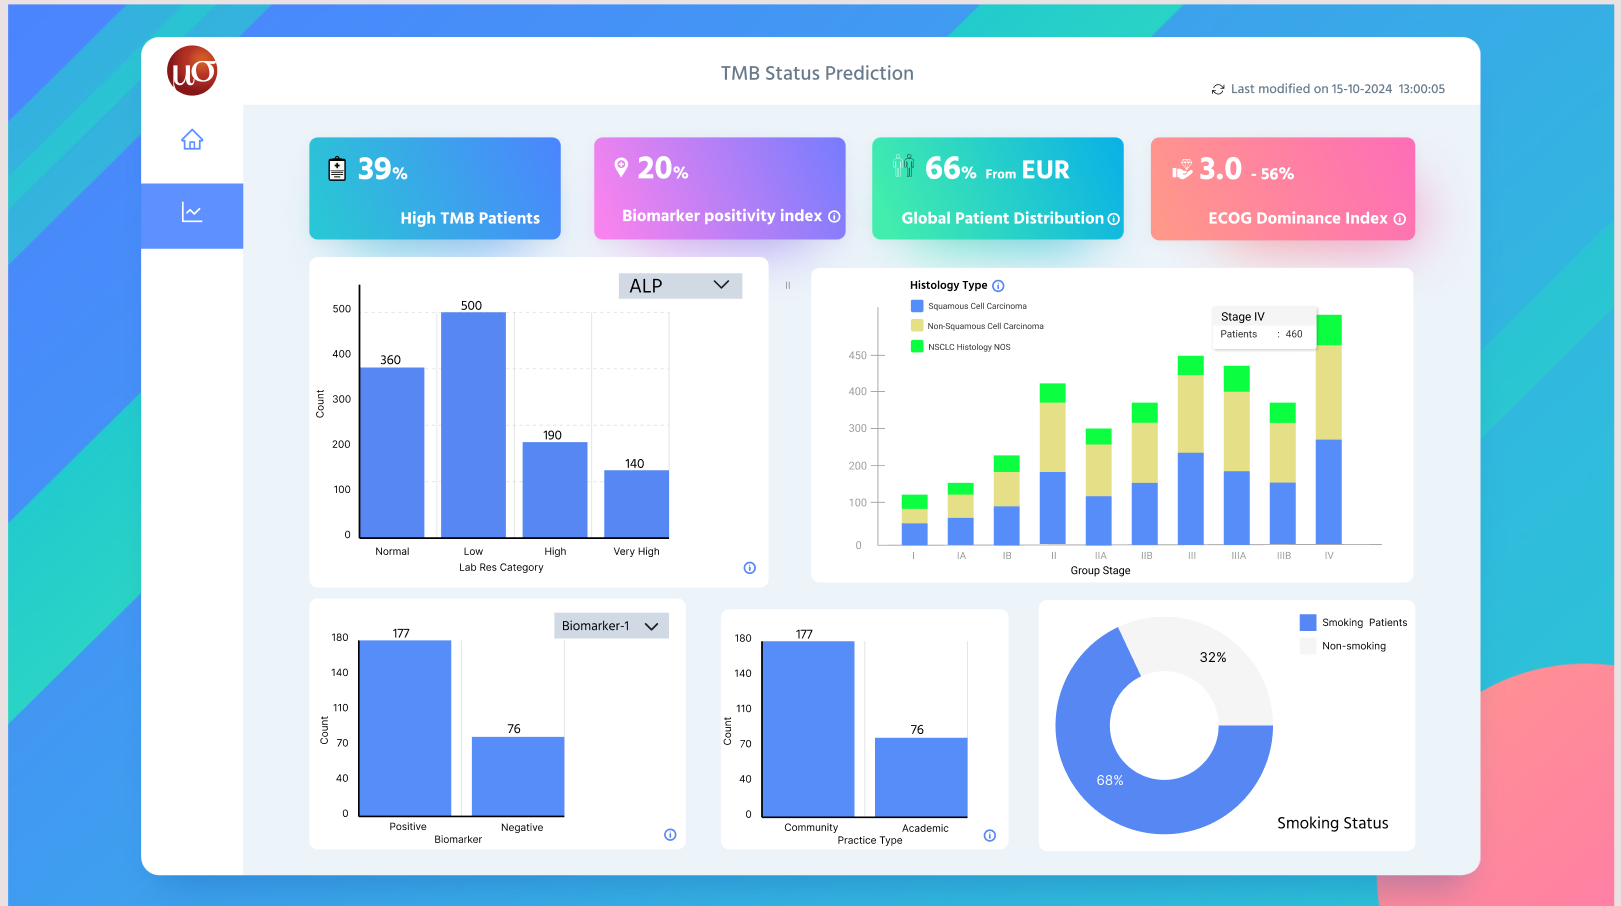 uσ
TMB Status Prediction
Last modified on 15-10-2024 13:00:05
39%
High TMB Patients
20%
Biomarker positivity index
66% From EUR
Global Patient Distribution
3.0 - 56%
ECOG Dominance Index
ALP
500
400
300
200
100
0
Count
360
500
190
140
Normal
Low
High
Very High
Lab Res Category
Histology Type
Squamous Cell Carcinoma
Non-Squamous Cell Carcinoma
NSCLC Histology NOS
Stage IV
Patients : 460
450
400
300
200
100
0
I
IA
IB
II
IIA
IIB
III
IIIA
IIIB
IV
Group Stage
Biomarker-1
180
140
110
70
40
0
Count
177
76
Positive
Negative
Biomarker
180
140
110
70
40
0
Count
177
76
Community
Academic
Practice Type
Smoking Patients
Non-smoking
32%
68%
Smoking Status